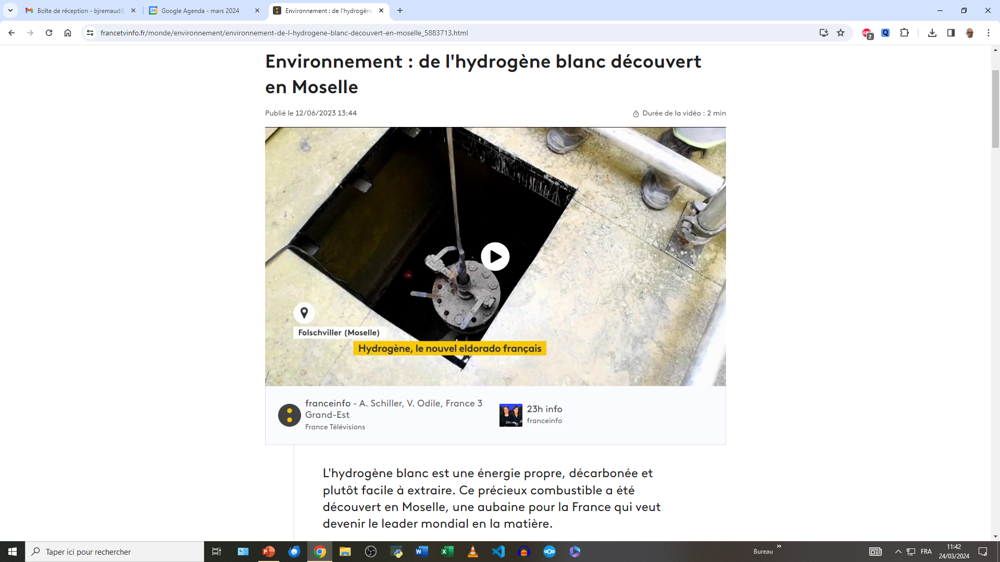 Boîte de réception - bjremaud@
Google Agenda - mars 2024
Environnement : de l'hydrogène
francetvinfo.fr/monde/environnement/environnement-de-l-hydrogene-blanc-decouvert-en-moselle_5883713.html
2
Environnement : de l'hydrogène blanc découvert
en Moselle
Publié le 12/06/2023 13:44
Durée de la vidéo : 2 min
Folschviller (Moselle)
Hydrogène, le nouvel eldorado français
franceinfo - A. Schiller, V. Odile, France 3
Grand-Est
France Télévisions
23h info
franceinfo
L'hydrogène blanc est une énergie propre, décarbonée et
plutôt facile à extraire. Ce précieux combustible a été
découvert en Moselle, une aubaine pour la France qui veut
devenir le leader mondial en la matière.
Taper ici pour rechercher
Bureau
FRA
11:42
24/03/2024